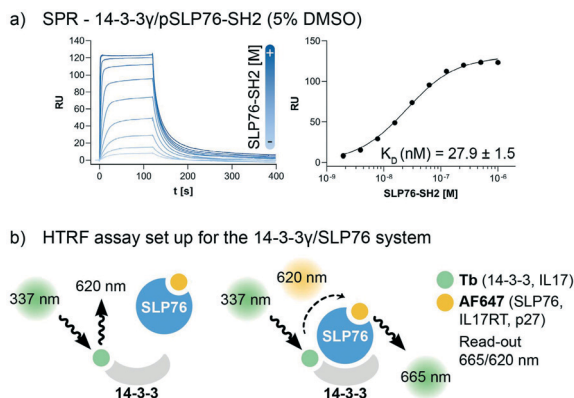 a) SPR - 14-3-3γ/pSLP76-SH2 (5% DMSO)
140
120
100
80
60
40
20
0
RU
0 100 200 300 400
t [s]
SLP76-SH2 [M]
+
-
150
100
50
0
RU
K_D (nM) = 27.9 ± 1.5
10⁻⁹ 10⁻⁸ 10⁻⁷ 10⁻⁶
SLP76-SH2 [M]
b) HTRF assay set up for the 14-3-3γ/SLP76 system
337 nm
620 nm
SLP76
14-3-3
337 nm
620 nm
SLP76
14-3-3
665 nm
Tb (14-3-3, IL17)
AF647 (SLP76,
IL17RT, p27)
Read-out
665/620 nm